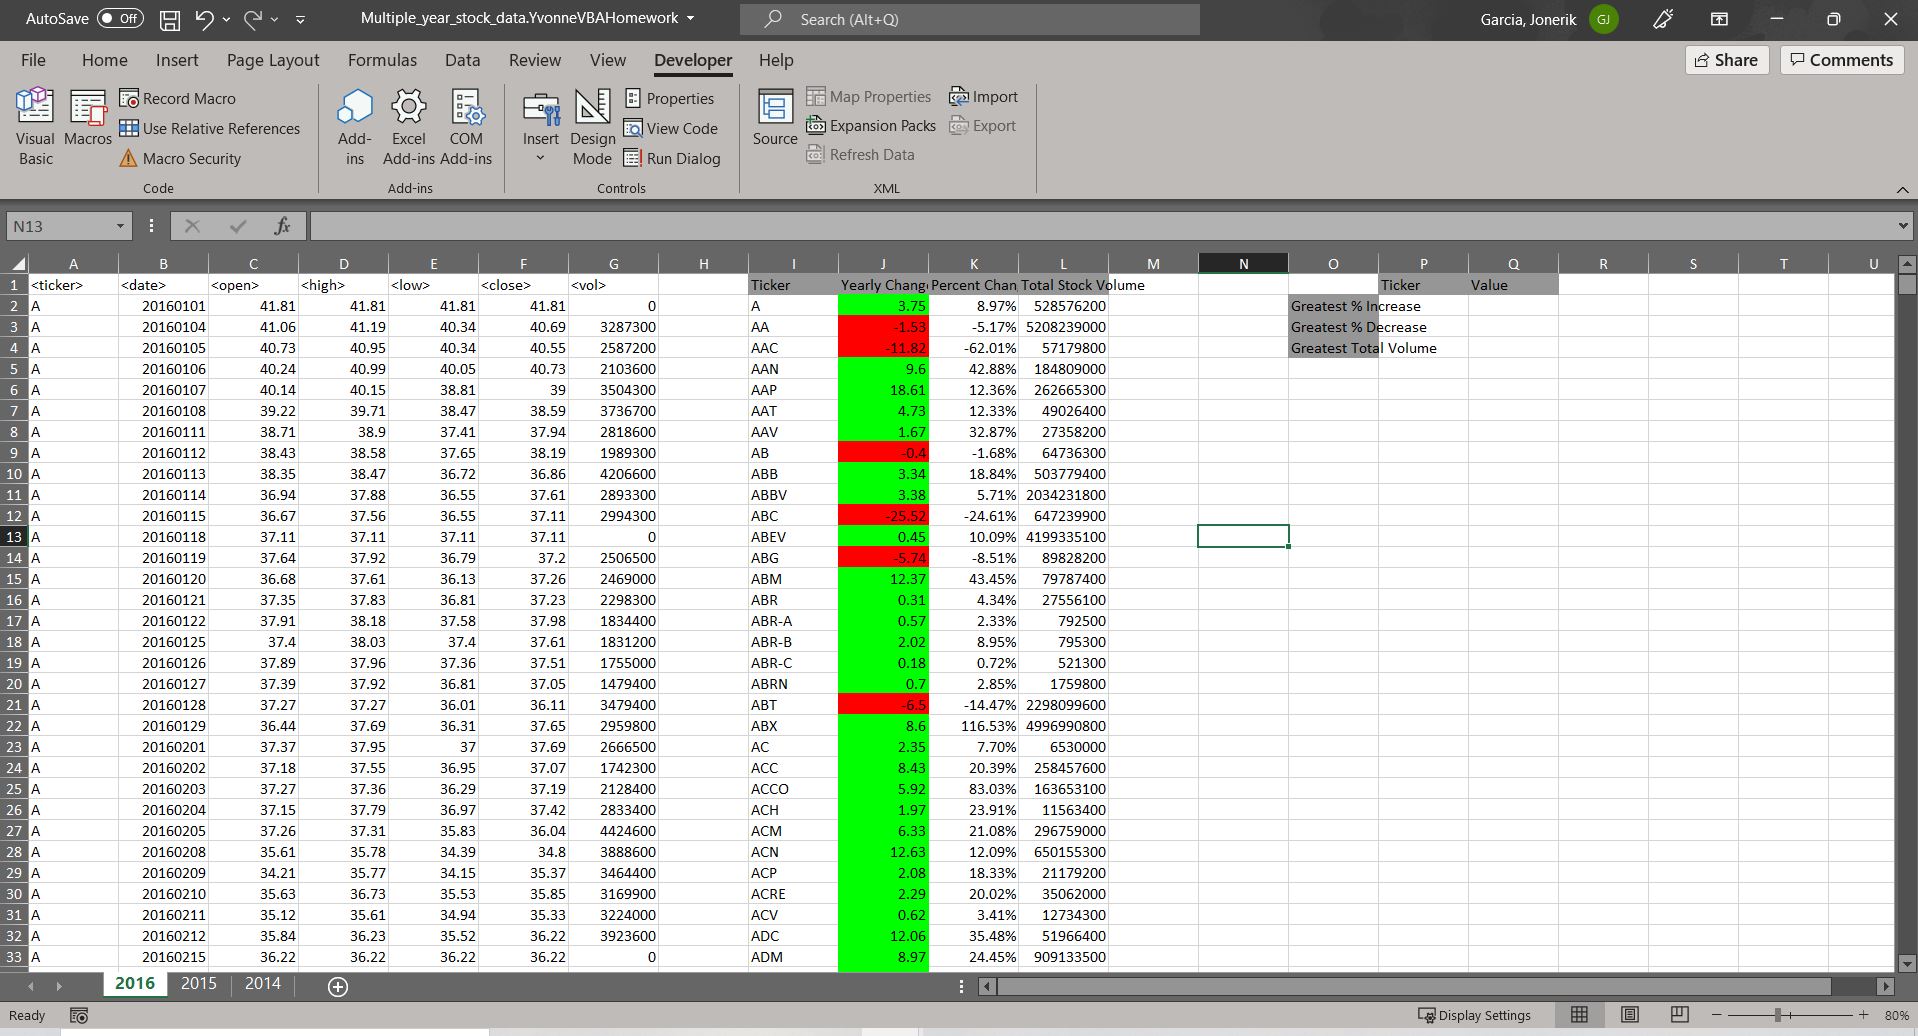 AutoSave Off Multiple_year_stock_data.YvonneVBAHomework Search (Alt+Q) Garcia, Jonerik GJ
File Home Insert Page Layout Formulas Data Review View Developer Help Share Comments
Visual Basic
Macros
Record Macro
Use Relative References
Macro Security
Code
Add-ins
Excel Add-ins
COM Add-ins
Add-ins
Insert
Design Mode
Properties
View Code
Run Dialog
Controls
Source
Map Properties
Expansion Packs
Refresh Data
Import
Export
XML
N13 fx
A B C D E F G H I J K L M N O P Q R S T U
1 <ticker> <date> <open> <high> <low> <close> <vol> Ticker Yearly Chang Percent Chan Total Stock Volume Ticker Value
2 A 20160101 41.81 41.81 41.81 41.81 0 A 3.75 8.97% 528576200 Greatest % Increase
3 A 20160104 41.06 41.19 40.34 40.69 3287300 AA -1.53 -5.17% 5208239000 Greatest % Decrease
4 A 20160105 40.73 40.95 40.34 40.55 2587200 AAC -11.82 -62.01% 57179800 Greatest Total Volume
5 A 20160106 40.24 40.99 40.05 40.73 2103600 AAN 9.6 42.88% 184809000
6 A 20160107 40.14 40.15 38.81 39 3504300 AAP 18.61 12.36% 262665300
7 A 20160108 39.22 39.71 38.47 38.59 3736700 AAT 4.73 12.33% 49026400
8 A 20160111 38.71 38.9 37.41 37.94 2818600 AAV 1.67 32.87% 27358200
9 A 20160112 38.43 38.58 37.65 38.19 1989300 AB -0.4 -1.68% 64736300
10 A 20160113 38.35 38.47 36.72 36.86 4206600 ABB 3.34 18.84% 503779400
11 A 20160114 36.94 37.88 36.55 37.61 2893300 ABBV 3.38 5.71% 2034231800
12 A 20160115 36.67 37.56 36.55 37.11 2994300 ABC -25.52 -24.61% 647239900
13 A 20160118 37.11 37.11 37.11 37.11 0 ABEV 0.45 10.09% 4199335100
14 A 20160119 37.64 37.92 36.79 37.2 2506500 ABG -5.74 -8.51% 89828200
15 A 20160120 36.68 37.61 36.13 37.26 2469000 ABM 12.37 43.45% 79787400
16 A 20160121 37.35 37.83 36.81 37.23 2298300 ABR 0.31 4.34% 27556100
17 A 20160122 37.91 38.18 37.58 37.98 1834400 ABR-A 0.57 2.33% 792500
18 A 20160125 37.4 38.03 37.4 37.61 1831200 ABR-B 2.02 8.95% 795300
19 A 20160126 37.89 37.96 37.36 37.51 1755000 ABR-C 0.18 0.72% 521300
20 A 20160127 37.39 37.92 36.81 37.05 1479400 ABRN 0.7 2.85% 1759800
21 A 20160128 37.27 37.27 36.01 36.11 3479400 ABT -6.5 -14.47% 2298099600
22 A 20160129 36.44 37.69 36.31 37.65 2959800 ABX 8.6 116.53% 4996990800
23 A 20160201 37.37 37.95 37 37.69 2666500 AC 2.35 7.70% 6530000
24 A 20160202 37.18 37.55 36.95 37.07 1742300 ACC 8.43 20.39% 258457600
25 A 20160203 37.27 37.36 36.29 37.19 2128400 ACCO 5.92 83.03% 163653100
26 A 20160204 37.15 37.79 36.97 37.42 2833400 ACH 1.97 23.91% 11563400
27 A 20160205 37.26 37.31 35.83 36.04 4424600 ACM 6.33 21.08% 296759000
28 A 20160208 35.61 35.78 34.39 34.8 3888600 ACN 12.63 12.09% 650155300
29 A 20160209 34.21 35.77 34.15 35.37 3464400 ACP 2.08 18.33% 21179200
30 A 20160210 35.63 36.73 35.53 35.85 3169900 ACRE 2.29 20.02% 35062000
31 A 20160211 35.12 35.61 34.94 35.33 3224000 ACV 0.62 3.41% 12734300
32 A 20160212 35.84 36.23 35.52 36.22 3923600 ADC 12.06 35.48% 51966400
33 A 20160215 36.22 36.22 36.22 36.22 0 ADM 8.97 24.45% 909133500
2016 2015 2014
Ready Display Settings 80%